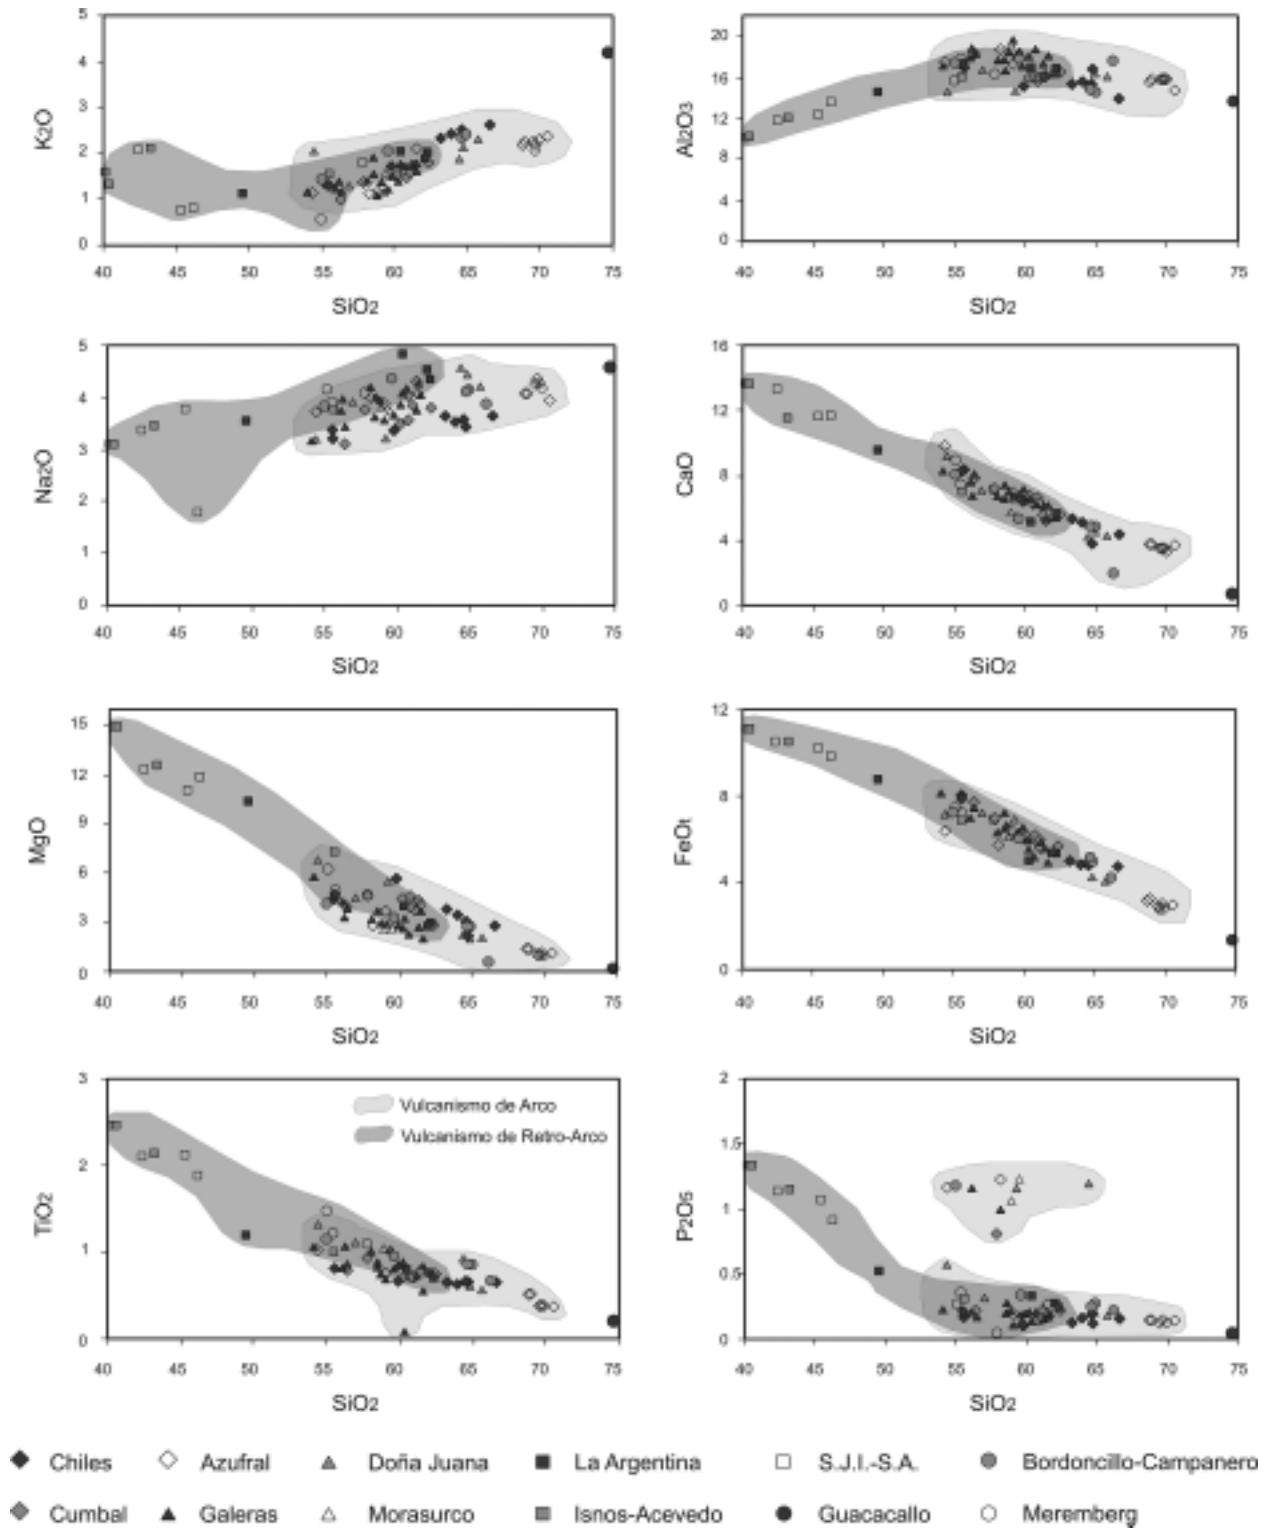 5
4
3
2
1
0
K2O
40 45 50 55 60 65 70 75
SiO2
20
16
12
8
4
0
Al2O3
40 45 50 55 60 65 70 75
SiO2
5
4
3
2
1
0
Na2O
40 45 50 55 60 65 70 75
SiO2
16
12
8
4
0
CaO
40 45 50 55 60 65 70 75
SiO2
15
12
9
6
3
0
MgO
40 45 50 55 60 65 70 75
SiO2
12
8
4
0
FeOt
40 45 50 55 60 65 70 75
SiO2
3
2
1
0
TiO2
Vulcanismo de Arco
Vulcanismo de Retro-Arco
40 45 50 55 60 65 70 75
SiO2
2
1.5
1
0.5
0
P2O5
40 45 50 55 60 65 70 75
SiO2
Chiles Azufral Doña Juana La Argentina S.J.I.-S.A. Bordoncillo-Campanero
Cumbal Galeras Morasurco Isnos-Acevedo Guacacallo Meremberg